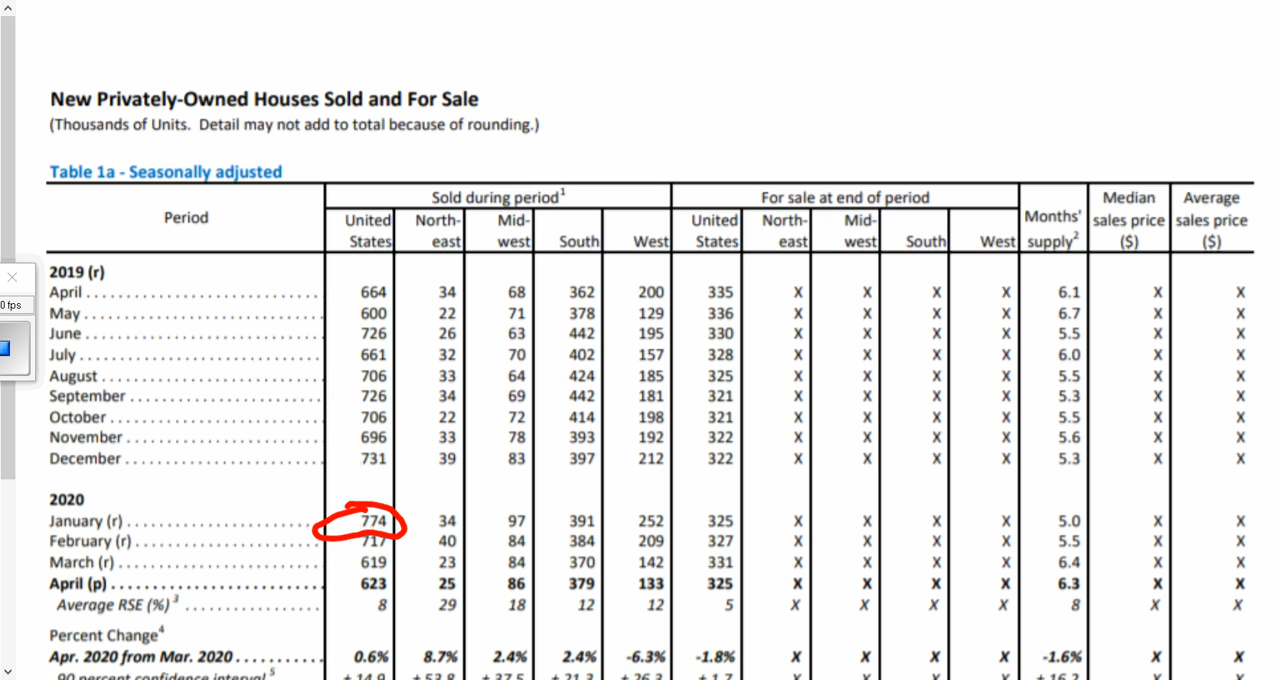 New Privately-Owned Houses Sold and For Sale
(Thousands of Units. Detail may not add to total because of rounding.)
Table 1a - Seasonally adjusted
Period Sold during period1 For sale at end of period Months' supply2 Median sales price ($) Average sales price ($)
United States North-east Mid-west South West United States North-east Mid-west South West
2019 (r)
April 664 34 68 362 200 335 X X X X 6.1 X X
May 600 22 71 378 129 336 X X X X 6.7 X X
June 726 26 63 442 195 330 X X X X 5.5 X X
July 661 32 70 402 157 328 X X X X 6.0 X X
0 fps
August 706 33 64 424 185 325 X X X X 5.5 X X
September 726 34 69 442 181 321 X X X X 5.3 X X
October 706 22 72 414 198 321 X X X X 5.5 X X
November 696 33 78 393 192 322 X X X X 5.6 X X
December 731 39 83 397 212 322 X X X X 5.3 X X
2020
January (r) 774 34 97 391 252 325 X X X X 5.0 X X
February (r) 717 40 84 384 209 327 X X X X 5.5 X X
March (r) 619 23 84 370 142 331 X X X X 6.4 X X
April (p) 623 25 86 379 133 325 X X X X 6.3 X X
Average RSE (%) 3 8 29 18 12 12 5 X X X X 8 X X
Percent Change4
Apr. 2020 from Mar. 2020 0.6% 8.7% 2.4% 2.4% -6.3% -1.8% X X X X -1.6% X X
90 percent confidence interval 5